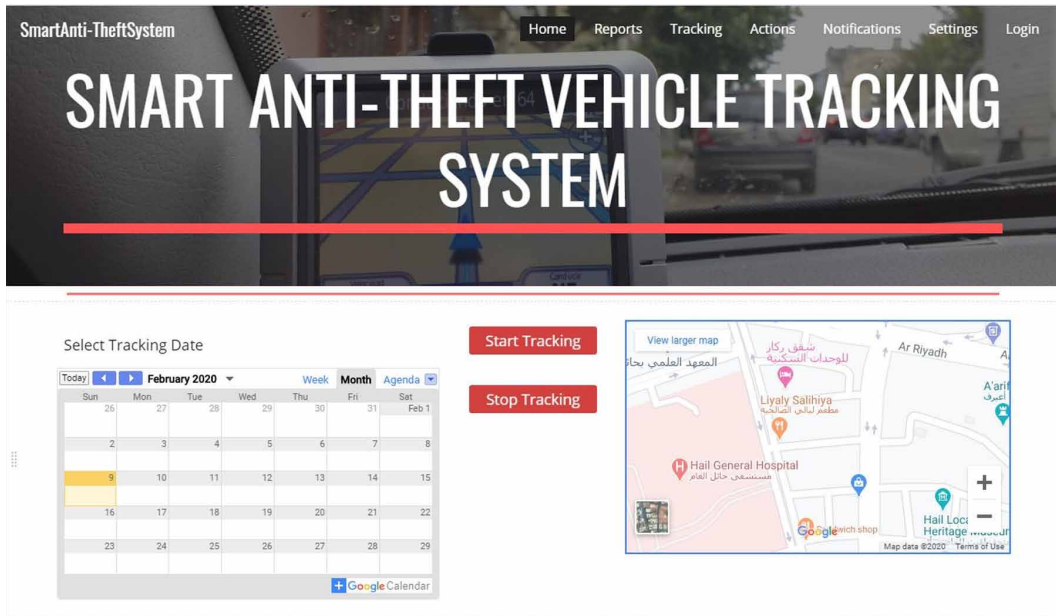 SmartAnti-TheftSystem
Home Reports Tracking Actions Notifications Settings Login
SMART ANTI-THEFT VEHICLE TRACKING
SYSTEM
Select Tracking Date
Today February 2020 Week Month Agenda
Sun Mon Tue Wed Thu Fri Sat
26 27 28 29 30 31 Feb 1
2 3 4 5 6 7 8
9 10 11 12 13 14 15
16 17 18 19 20 21 22
23 24 25 26 27 28 29
Google Calendar
Start Tracking
Stop Tracking
View larger map
شقق ركاز
للوحدات السكنية
المعهد العلمي
Ar Riyadh
A'arif
أعيرف
Liyaly Salihiya
مطعم ليالي الصالحية
Hail General Hospital
مستشفى حائل العام
Hail
Heritage Museum
Google
shop
Map data ©2020 Terms of Use